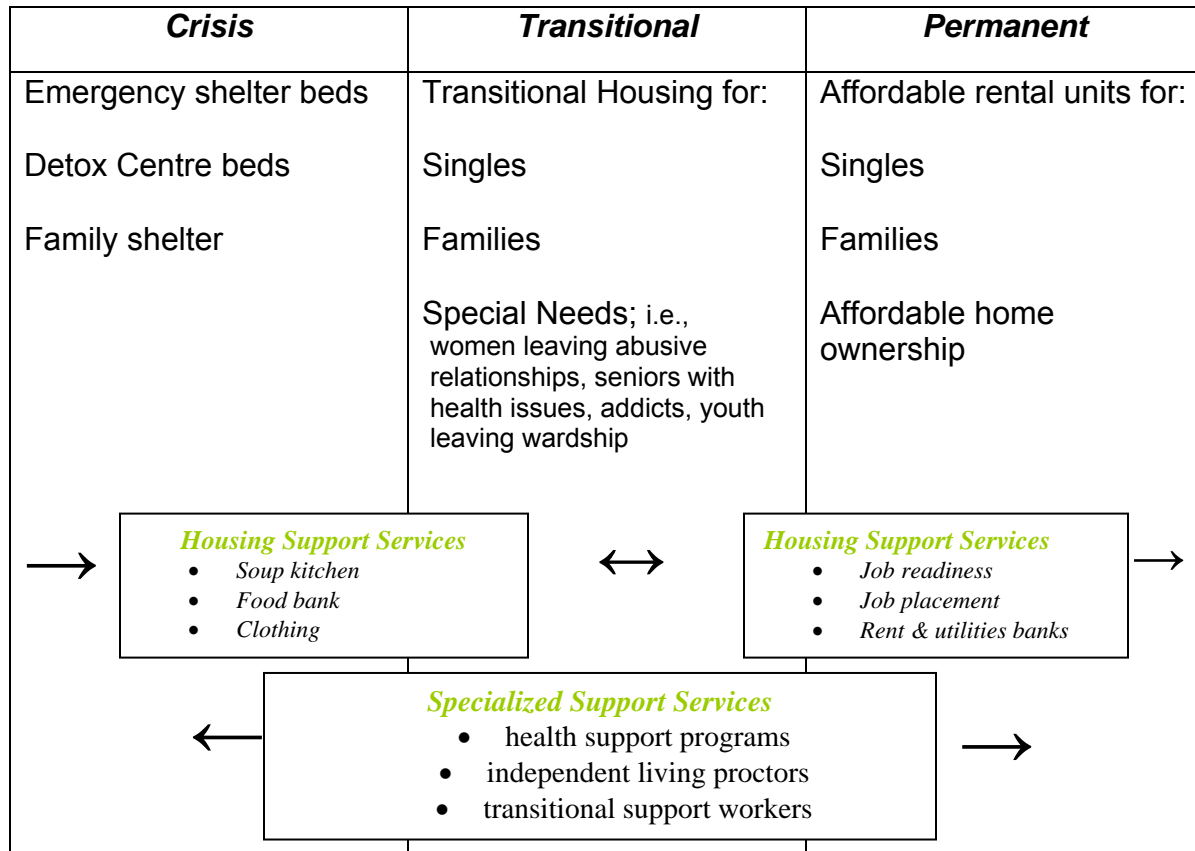 Crisis
Transitional
Permanent
Emergency shelter beds
Detox Centre beds
Family shelter
Transitional Housing for:
Singles
Families
Special Needs; i.e.,
women leaving abusive
relationships, seniors with
health issues, addicts, youth
leaving wardship
Affordable rental units for:
Singles
Families
Affordable home
ownership
→
Housing Support Services
• Soup kitchen
• Food bank
• Clothing
↔
Housing Support Services
• Job readiness
• Job placement
• Rent & utilities banks
→
←
Specialized Support Services
• health support programs
• independent living proctors
• transitional support workers
→